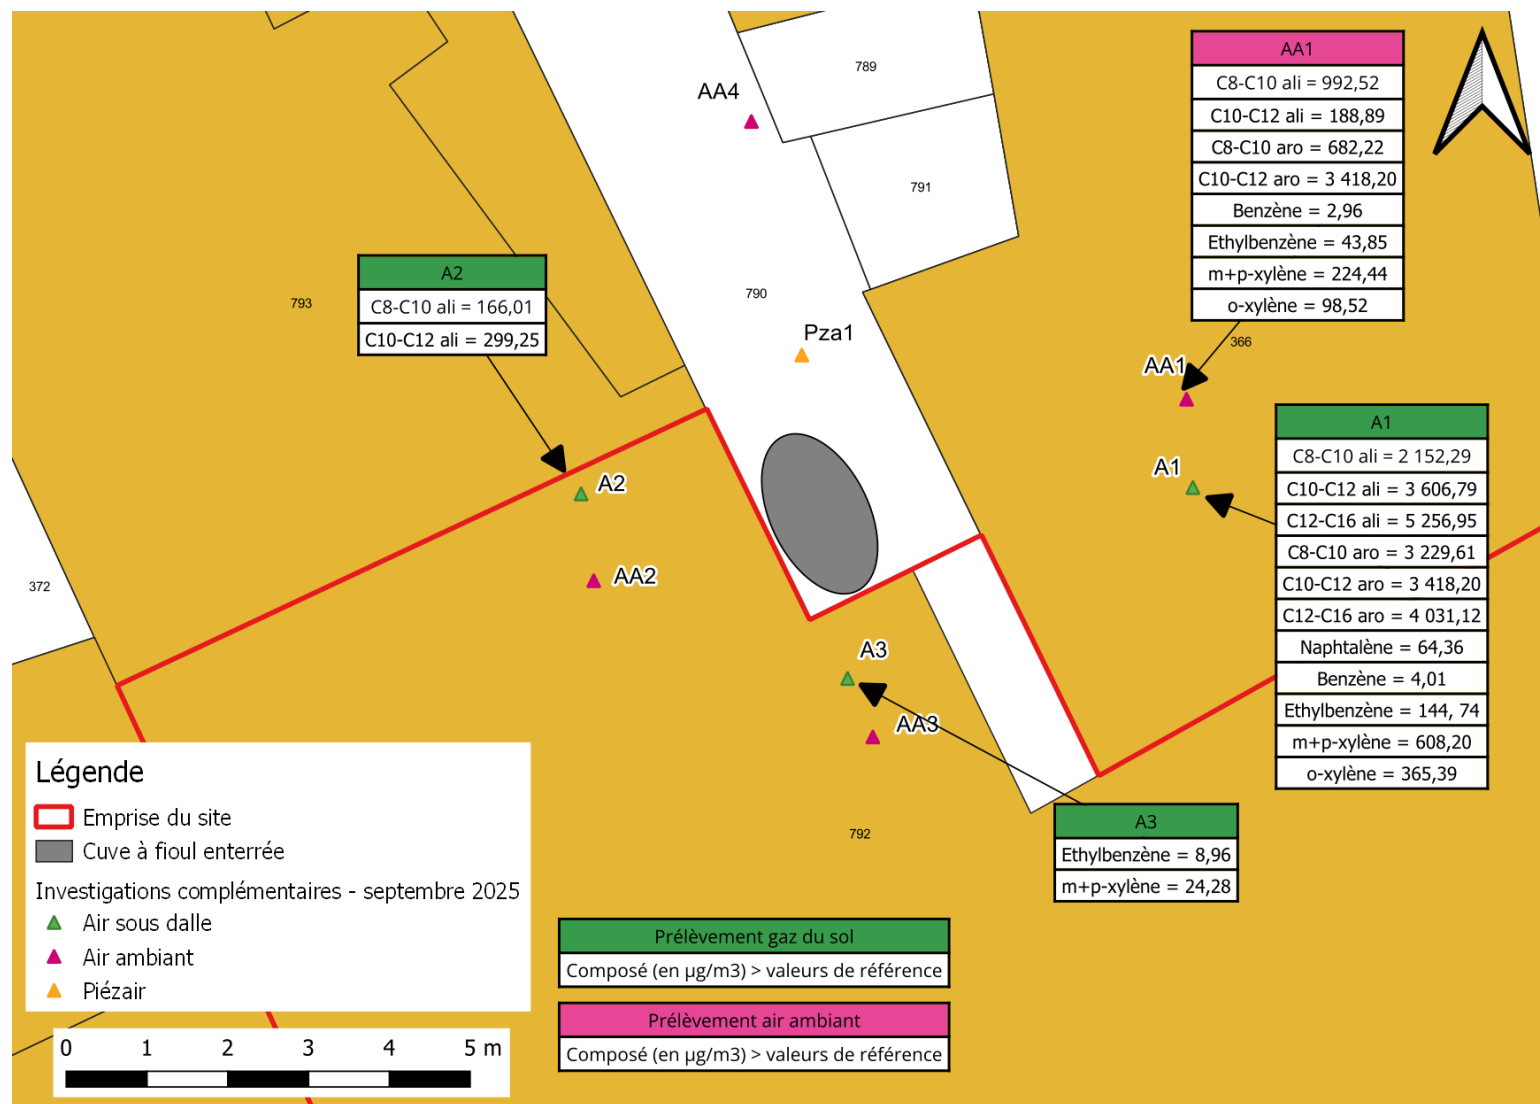 AA1
C8-C10 ali = 992,52
C10-C12 ali = 188,89
C8-C10 aro = 682,22
C10-C12 aro = 3 418,20
Benzène = 2,96
Ethylbenzène = 43,85
m+p-xylène = 224,44
o-xylène = 98,52
AA4
789
791
793
790
A2
C8-C10 ali = 166,01
C10-C12 ali = 299,25
Pza1
366
AA1
A1
A1
C8-C10 ali = 2 152,29
C10-C12 ali = 3 606,79
C12-C16 ali = 5 256,95
C8-C10 aro = 3 229,61
C10-C12 aro = 3 418,20
C12-C16 aro = 4 031,12
Naphtalène = 64,36
Benzène = 4,01
Ethylbenzène = 144, 74
m+p-xylène = 608,20
o-xylène = 365,39
A2
AA2
372
A3
AA3
792
A3
Ethylbenzène = 8,96
m+p-xylène = 24,28
Légende
Emprise du site
Cuve à fioul enterrée
Investigations complémentaires - septembre 2025
Air sous dalle
Air ambiant
Piézair
Prélèvement gaz du sol
Composé (en µg/m3) > valeurs de référence
Prélèvement air ambiant
Composé (en µg/m3) > valeurs de référence
0 1 2 3 4 5 m